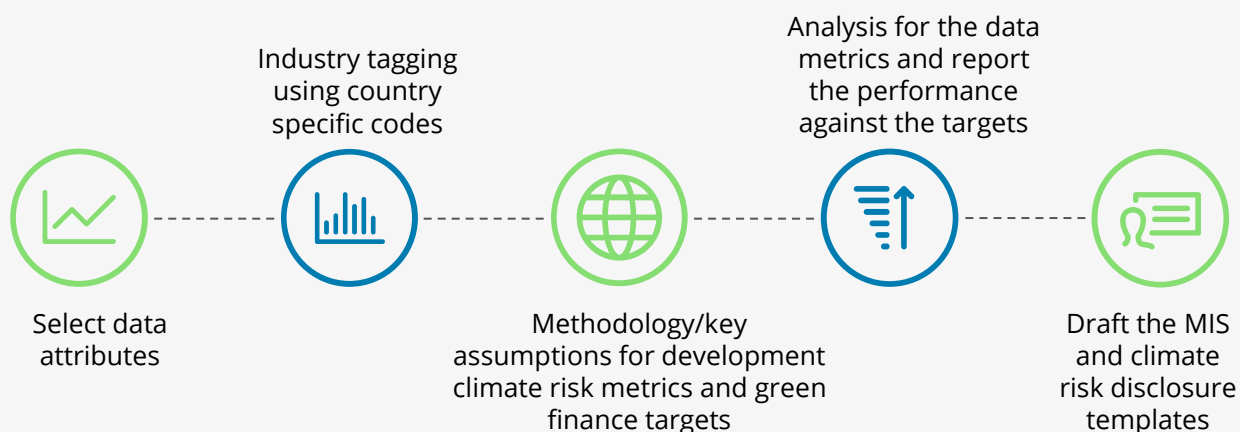 Select data
attributes
Industry tagging
using country
specific codes
Methodology/key
assumptions for development
climate risk metrics and green
finance targets
Analysis for the data
metrics and report
the performance
against the targets
Draft the MIS
and climate
risk disclosure
templates